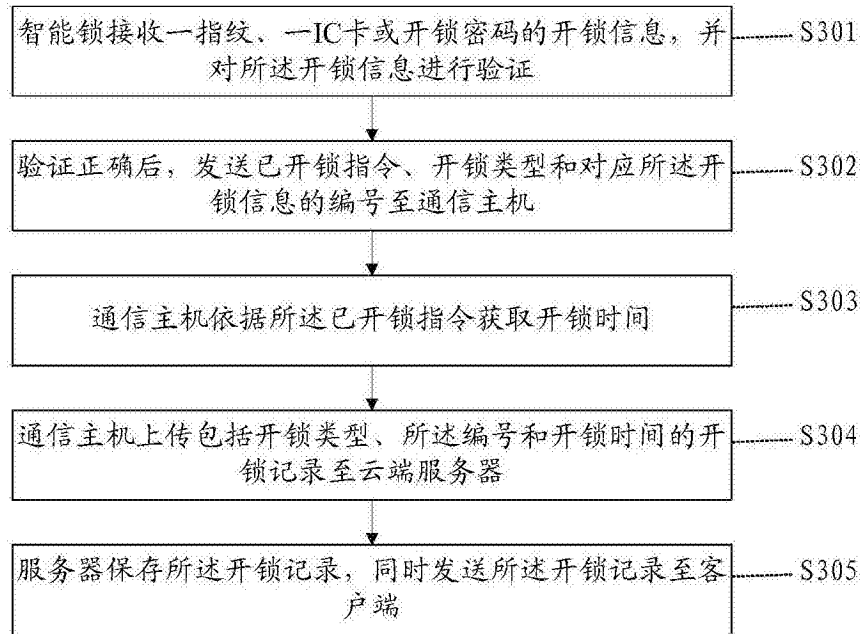 智能锁接收一指纹、一IC卡或开锁密码的开锁信息，并
对所述开锁信息进行验证
S301
验证正确后，发送已开锁指令、开锁类型和对应所述开
锁信息的编号至通信主机
S302
通信主机依据所述已开锁指令获取开锁时间
S303
通信主机上传包括开锁类型、所述编号和开锁时间的开
锁记录至云端服务器
S304
服务器保存所述开锁记录，同时发送所述开锁记录至客
户端
S305